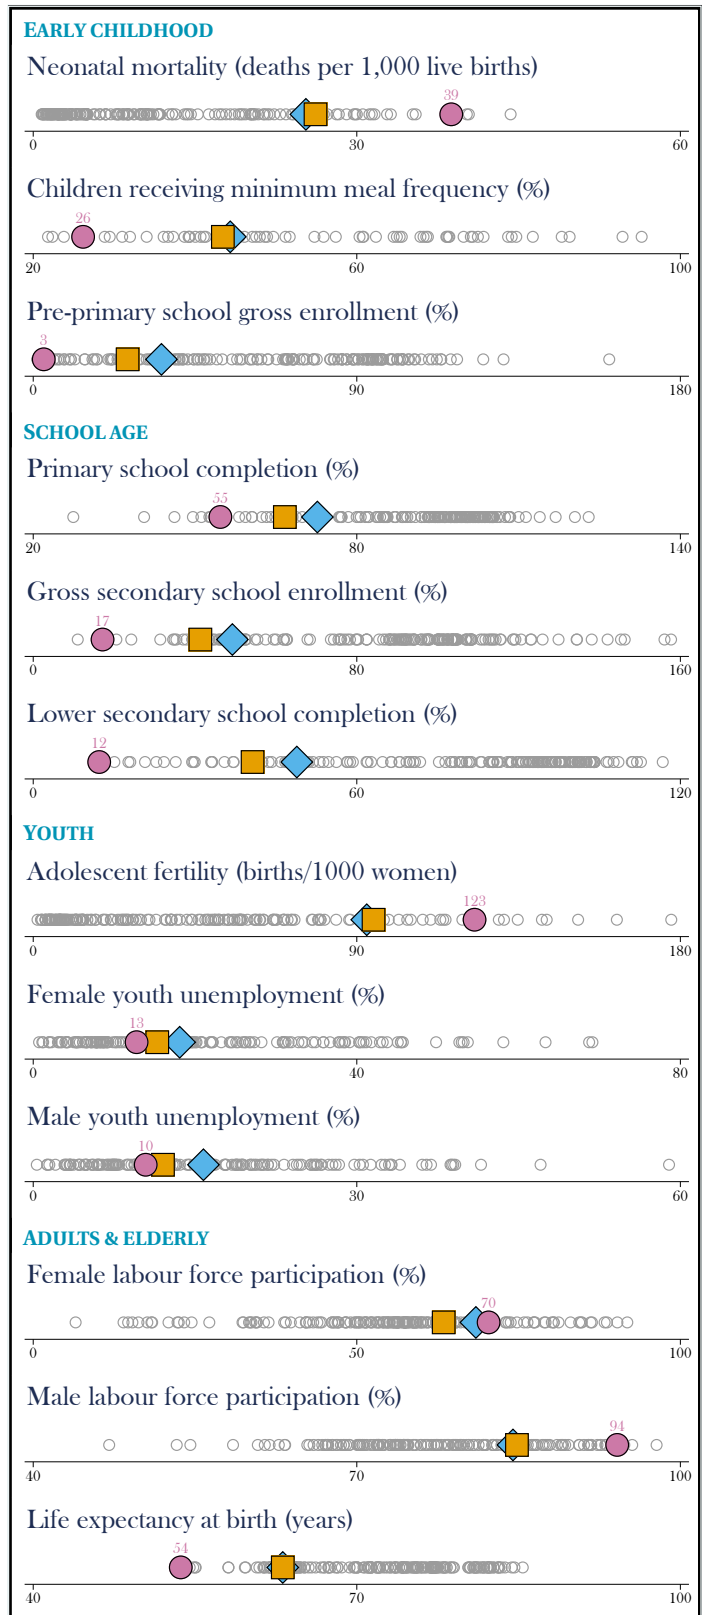 EARLY CHILDHOOD
Neonatal mortality (deaths per 1,000 live births)
39
0 30 60
Children receiving minimum meal frequency (%)
26
20 60 100
Pre-primary school gross enrollment (%)
3
0 90 180
SCHOOL AGE
Primary school completion (%)
55
20 80 140
Gross secondary school enrollment (%)
17
0 80 160
Lower secondary school completion (%)
12
0 60 120
YOUTH
Adolescent fertility (births/1000 women)
123
0 90 180
Female youth unemployment (%)
13
0 40 80
Male youth unemployment (%)
10
0 30 60
ADULTS & ELDERLY
Female labour force participation (%)
70
0 50 100
Male labour force participation (%)
94
40 70 100
Life expectancy at birth (years)
54
40 70 100